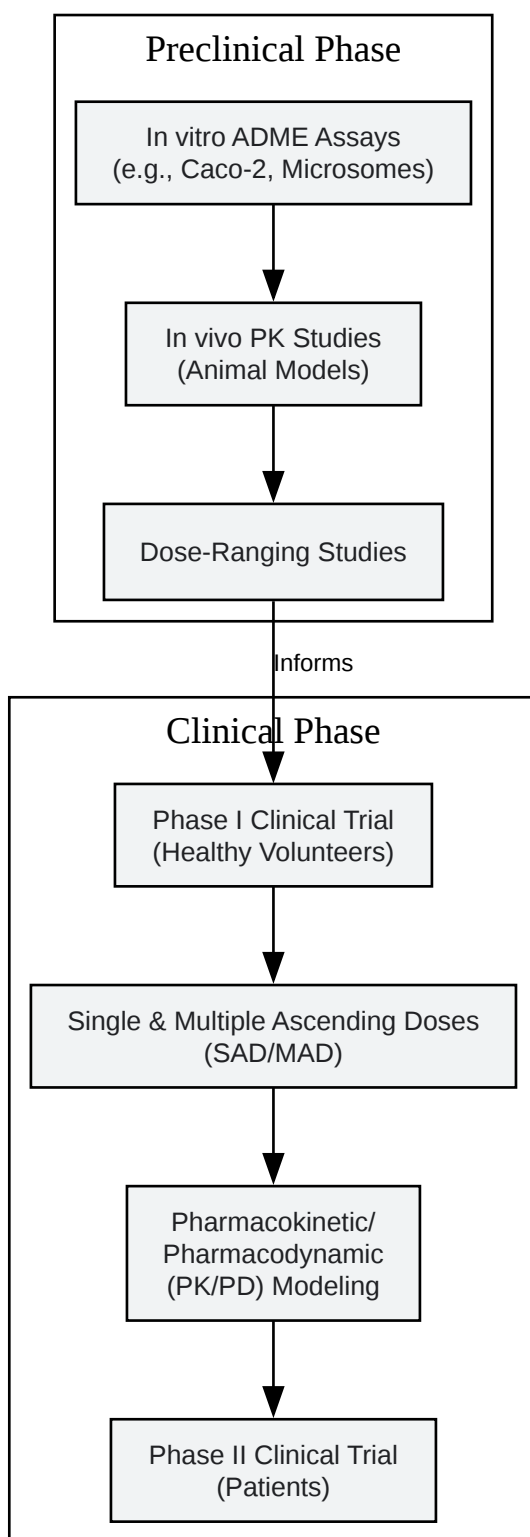 Preclinical Phase
In vitro ADME Assays
(e.g., Caco-2, Microsomes)
In vivo PK Studies
(Animal Models)
Dose-Ranging Studies
Informs
Clinical Phase
Phase I Clinical Trial
(Healthy Volunteers)
Single & Multiple Ascending Doses
(SAD/MAD)
Pharmacokinetic/
Pharmacodynamic
(PK/PD) Modeling
Phase II Clinical Trial
(Patients)